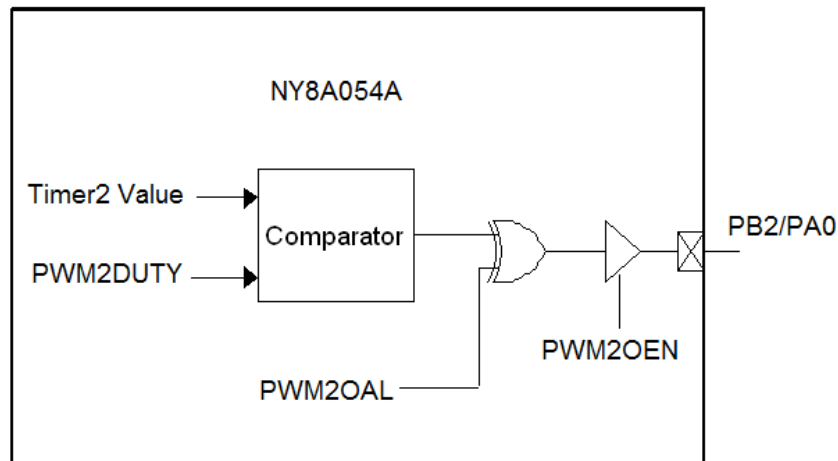 NY8A054A
Timer2 Value
Comparator
PB2/PA0
PWM2DUTY
PWM2OEN
PWM2OAL